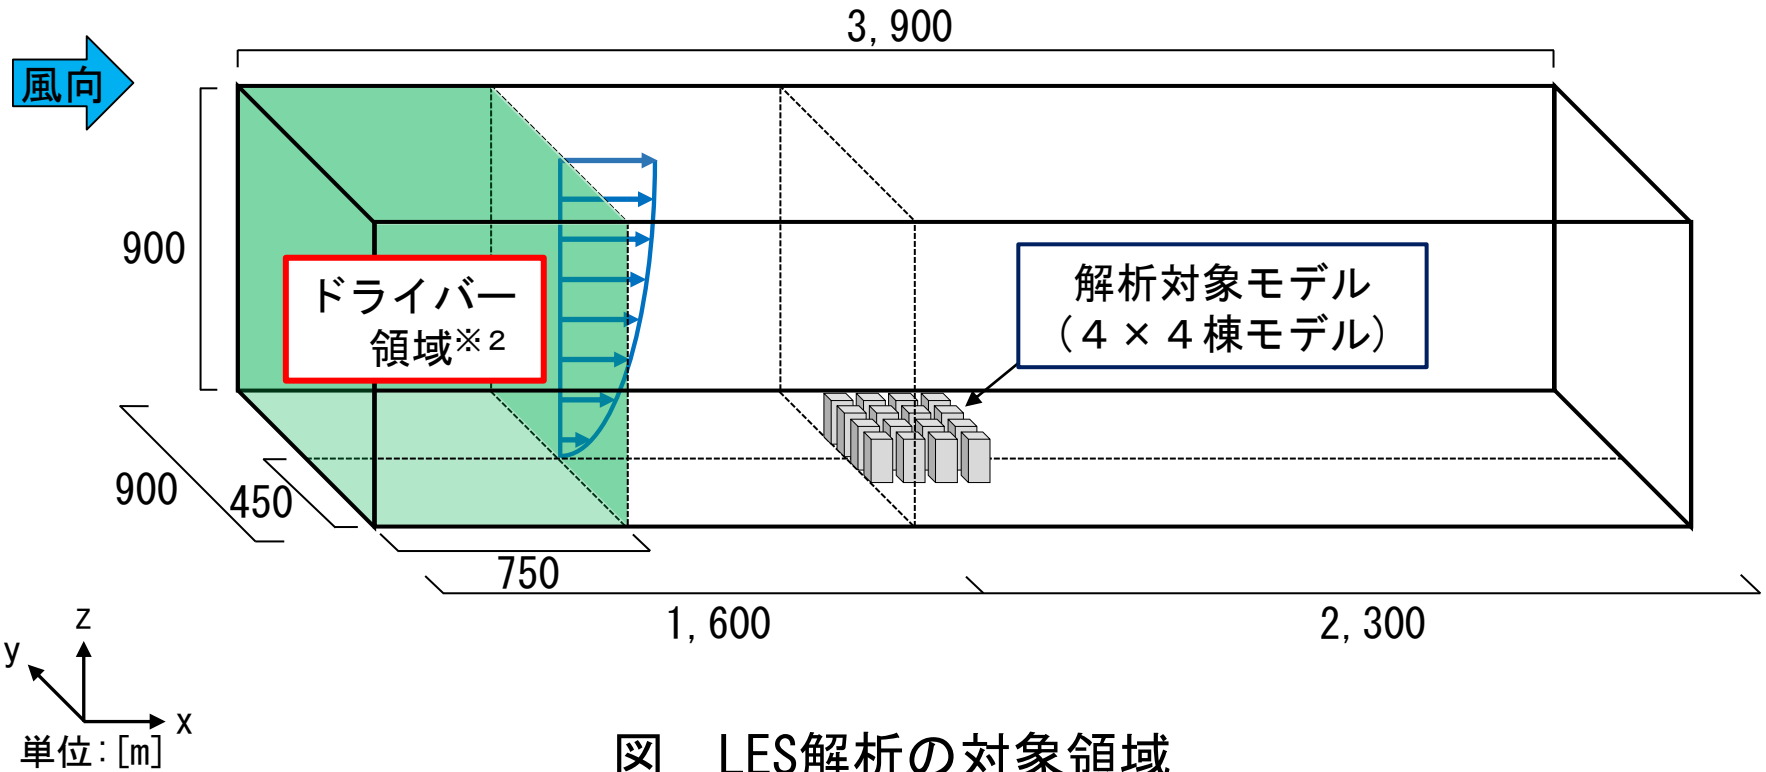 3,900
風向
900
ドライバー
領域※2
解析対象モデル
（４×４棟モデル）
900
450
750
1,600
2,300
z
y
x
単位:[m]
図　LES解析の対象領域